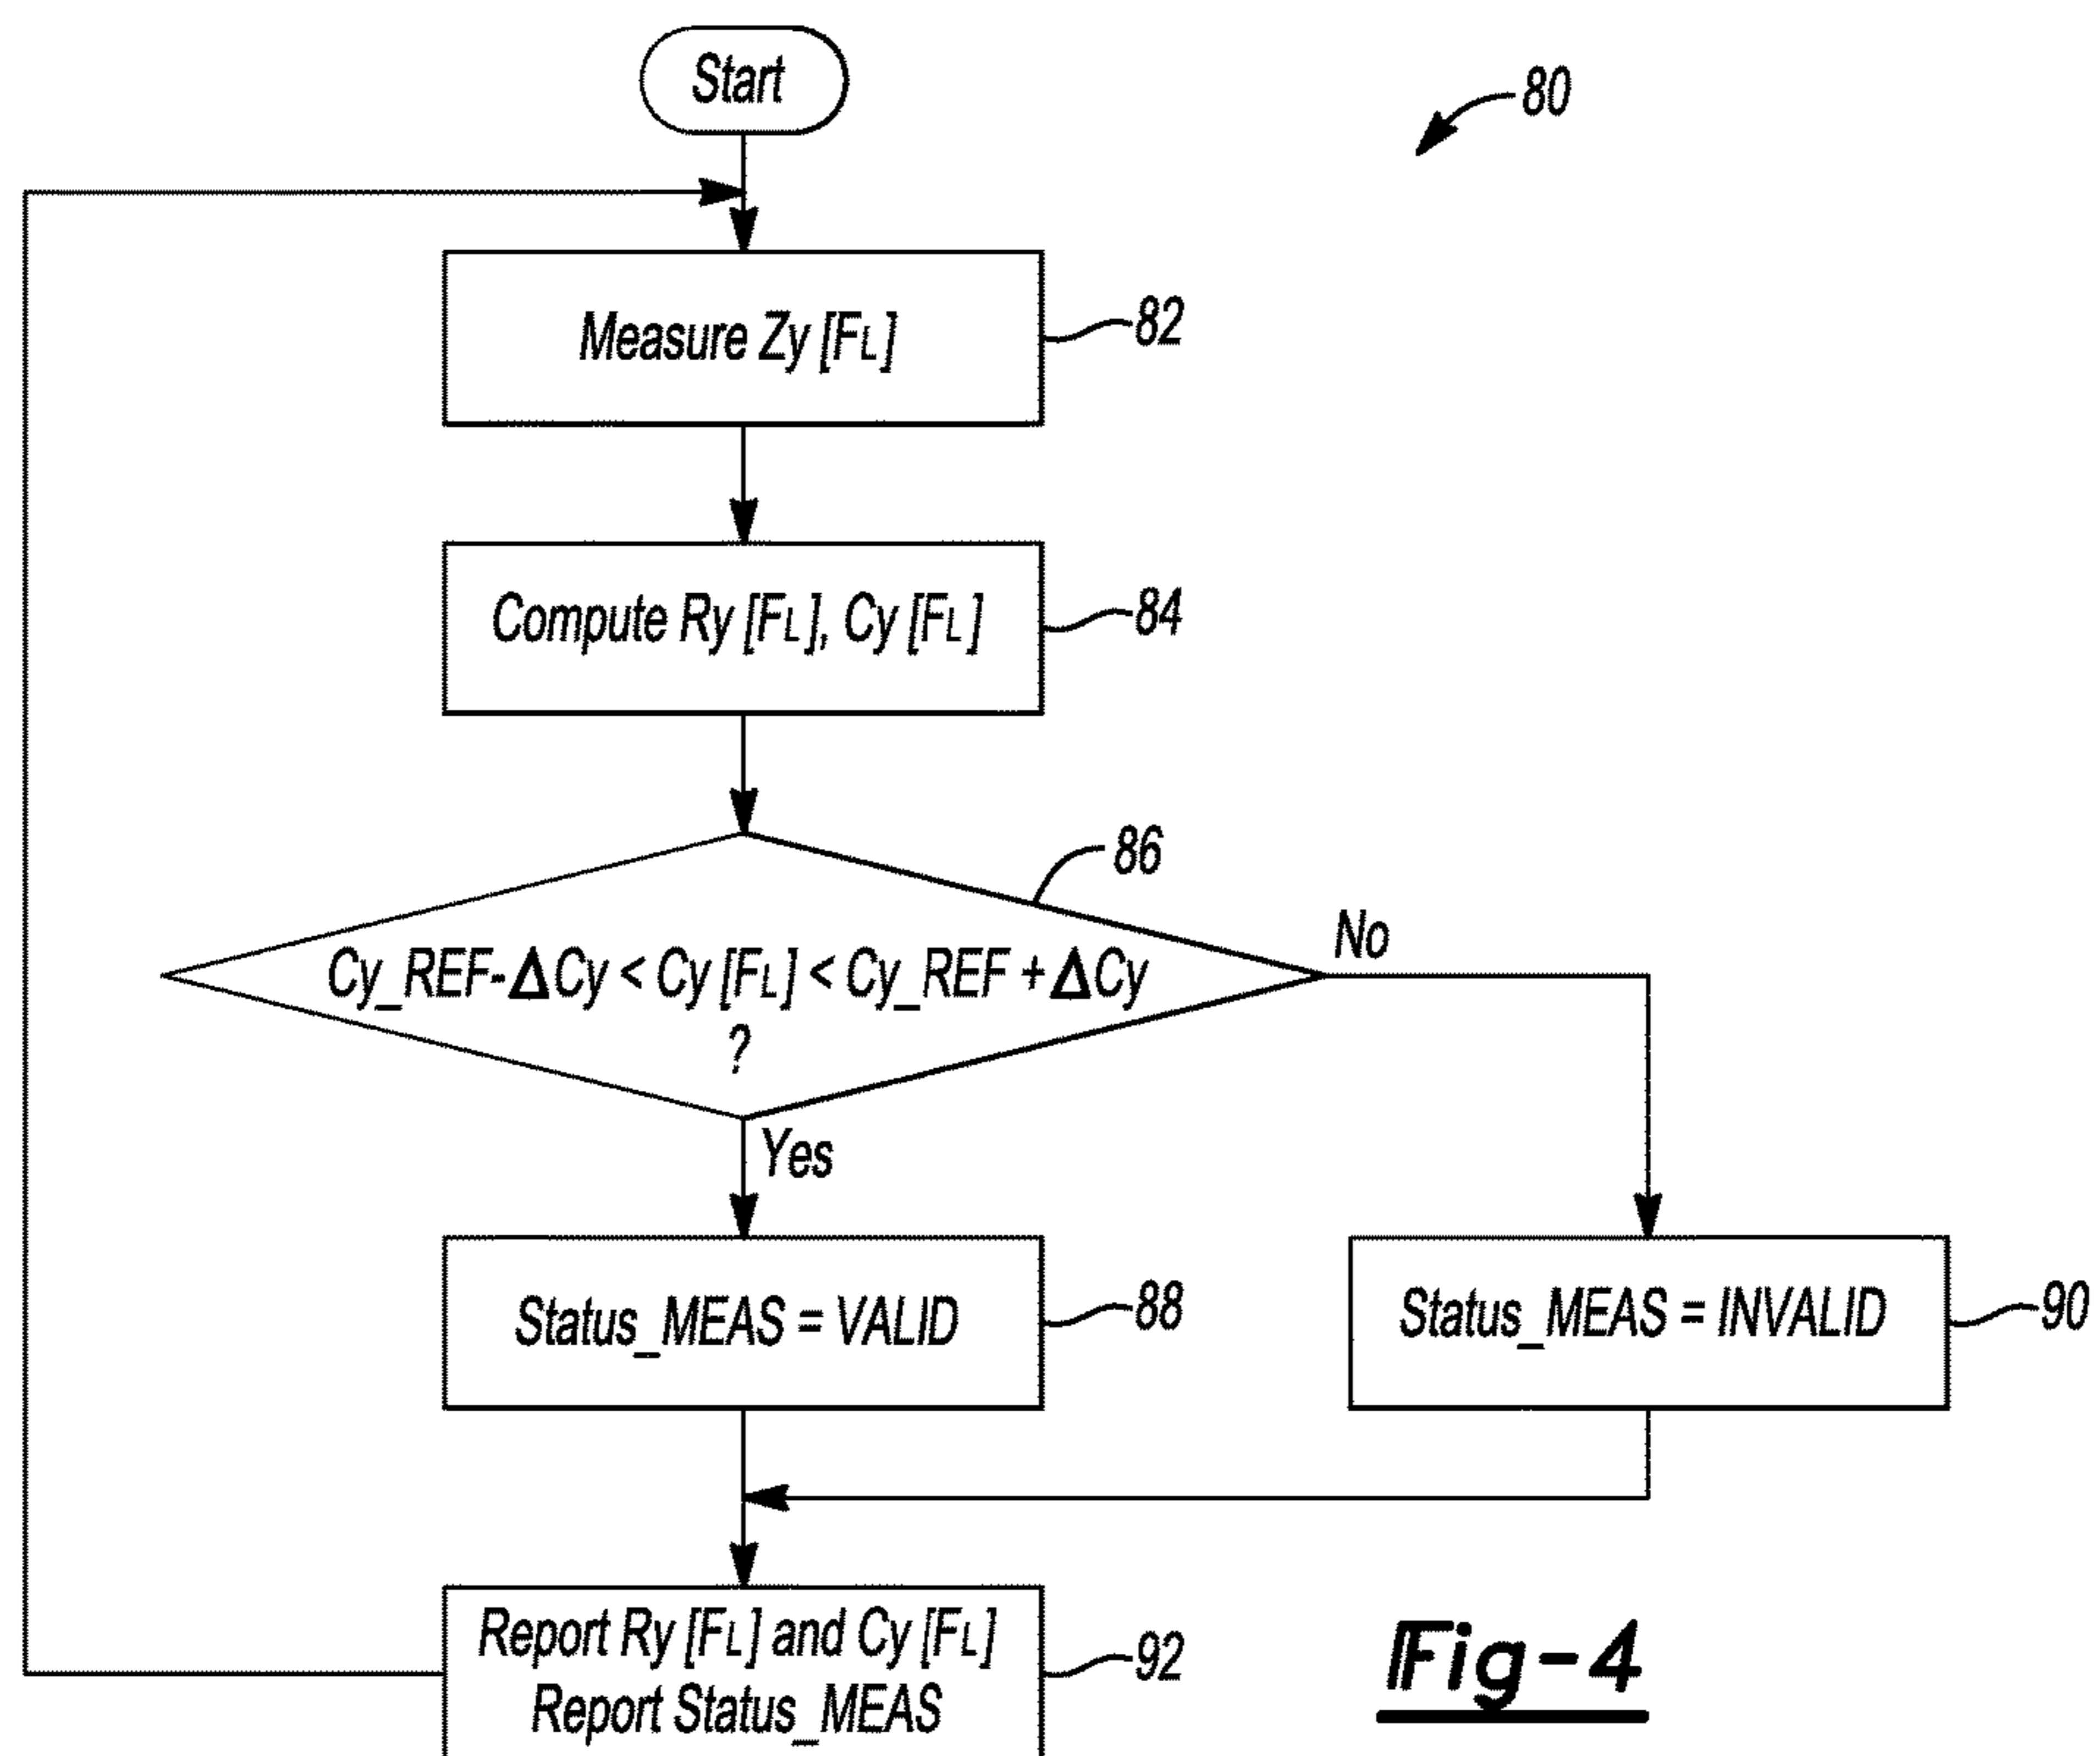 Start
80
Measure Zy [FL]
82
Compute Ry [FL], Cy [FL]
84
86
No
Cy_REF-ΔCy < Cy [FL] < Cy_REF + ΔCy
?
Yes
Status_MEAS = VALID
88
Status_MEAS = INVALID
90
Report Ry [FL] and Cy [FL]
Report Status_MEAS
92
Fig-4